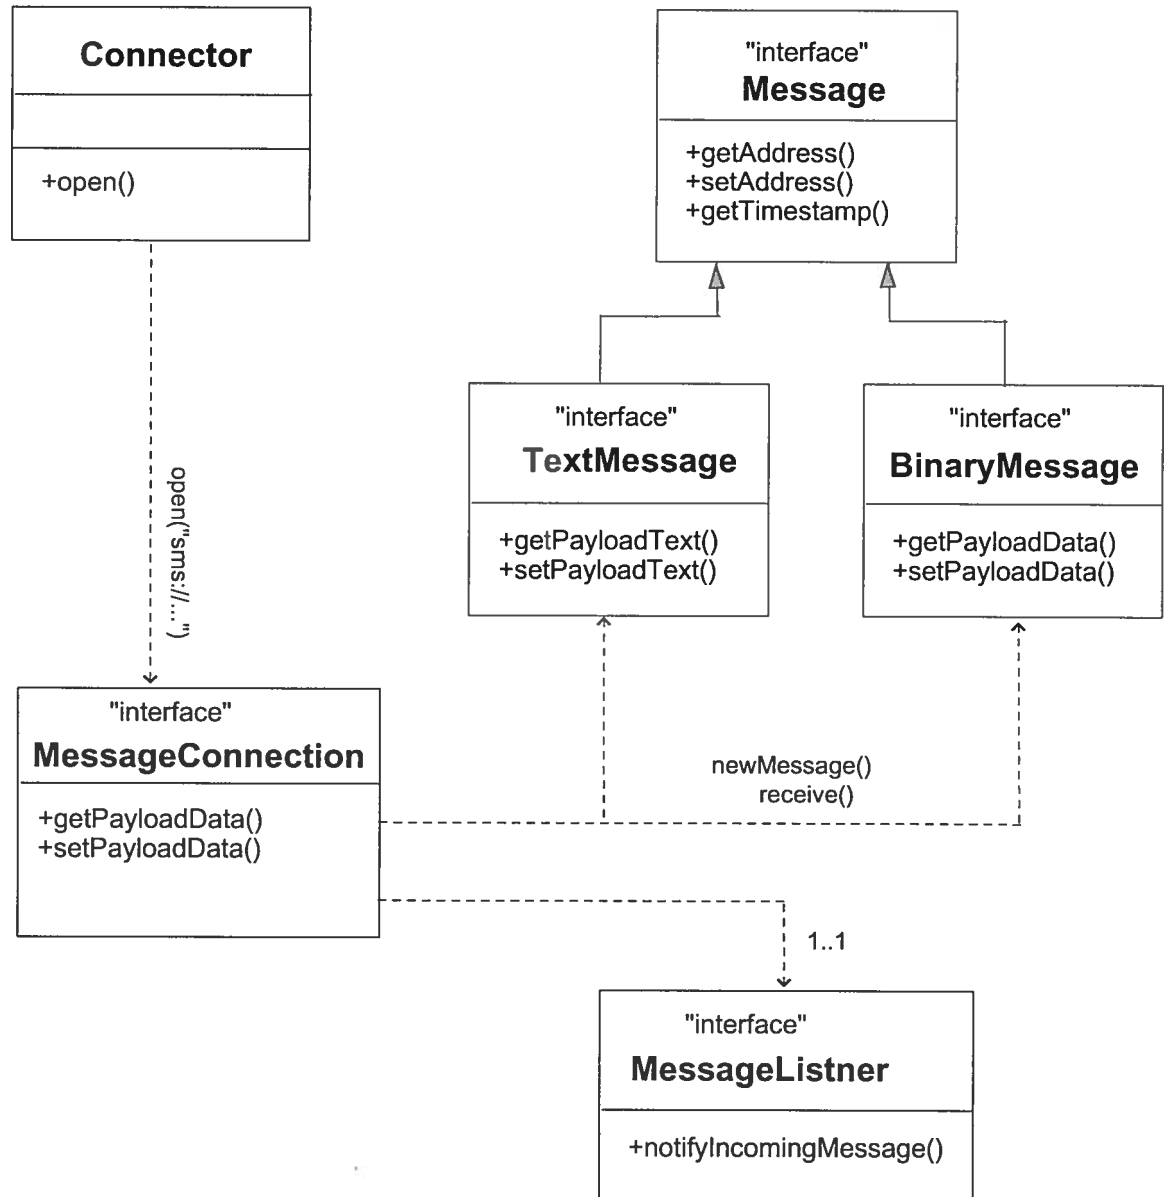 Connector
+open()
"interface"
Message
+getAddress()
+setAddress()
+getTimestamp()
"interface"
TextMessage
+getPayloadText()
+setPayloadText()
"interface"
BinaryMessage
+getPayloadData()
+setPayloadData()
open("sms://....")
"interface"
MessageConnection
+getPayloadData()
+setPayloadData()
newMessage()
receive()
1..1
"interface"
MessageListner
+notifyIncomingMessage()